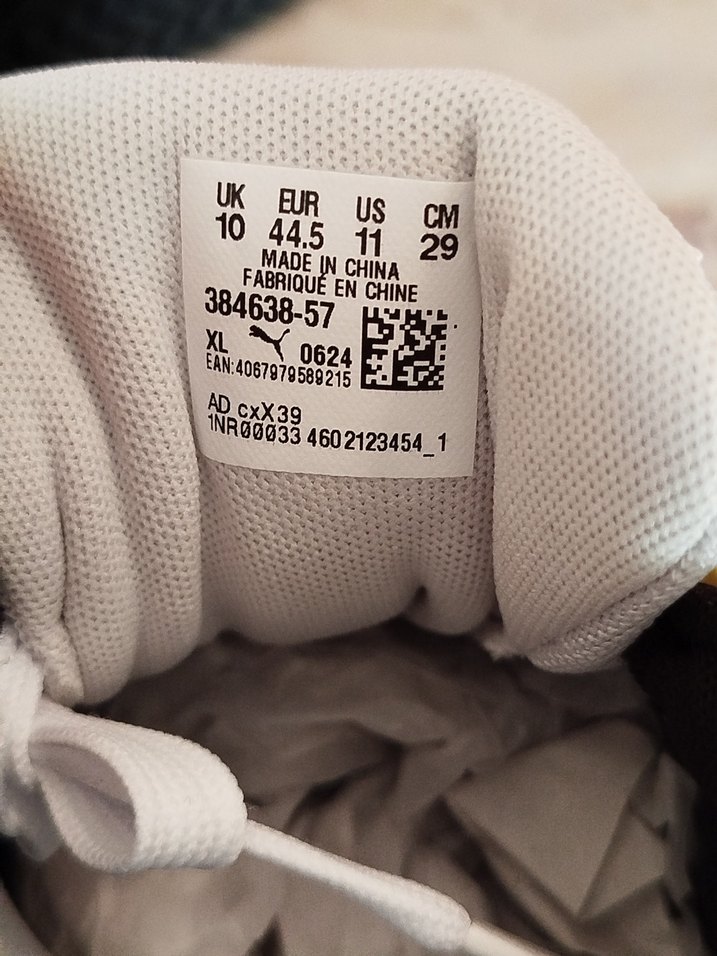 UK EUR US CM
10 44.5 11 29
MADE IN CHINA
FABRIQUÉ EN CHINE
384638-57
XL 0624
EAN:4067979589215
AD cxX39
1NR00033 4602123454_1